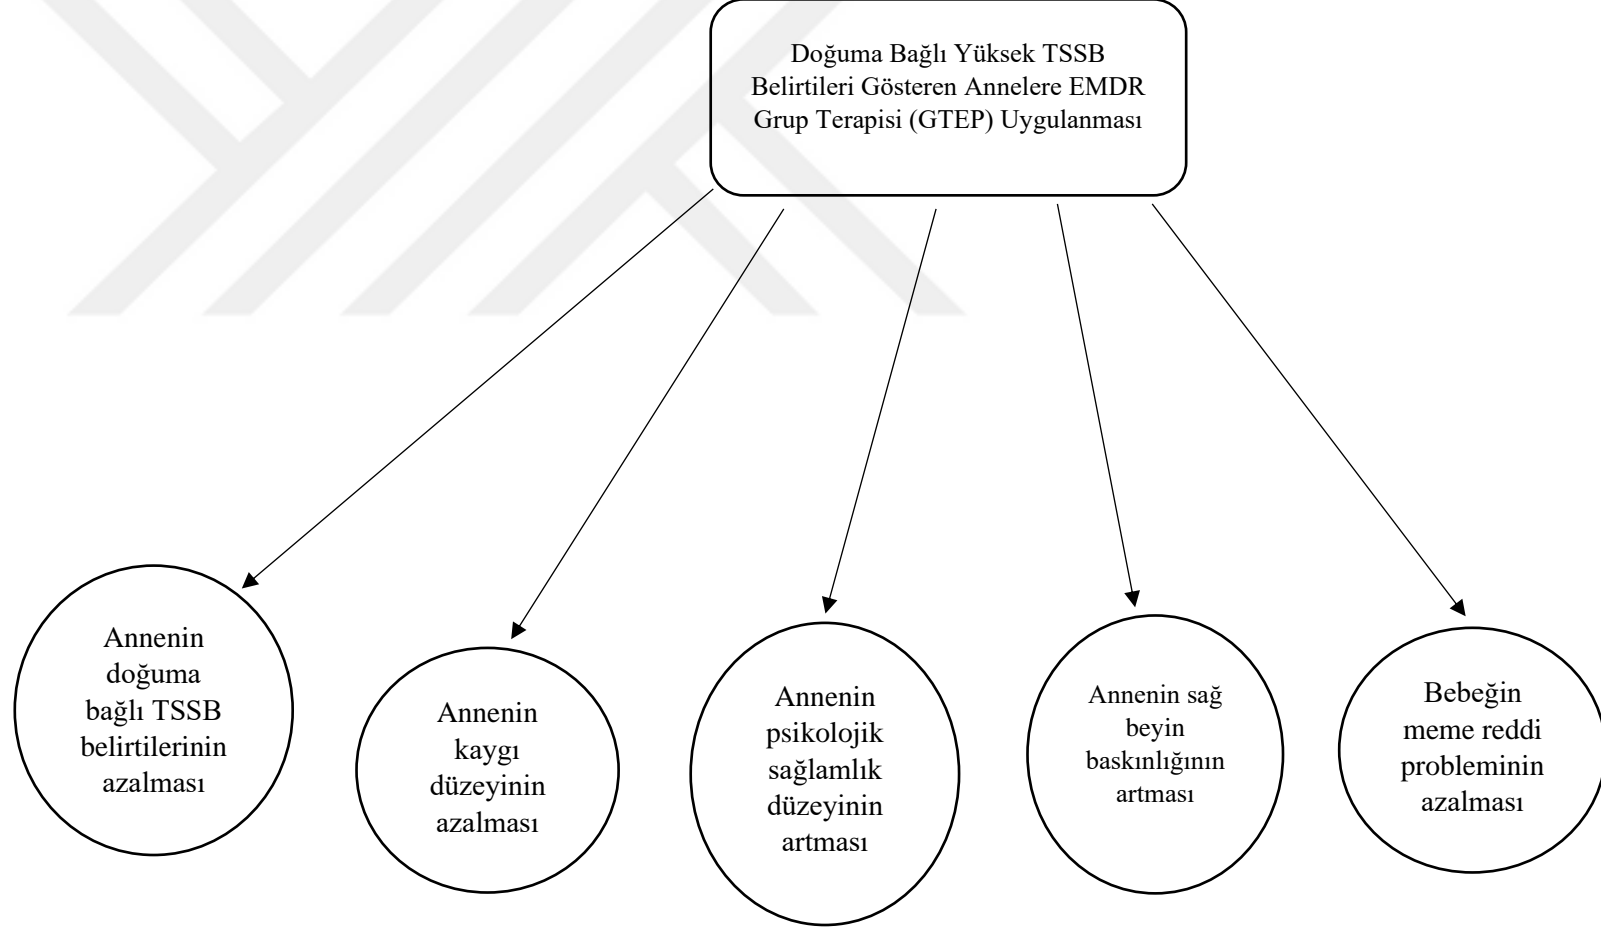 Doğuma Bağlı Yüksek TSSB
Belirtileri Gösteren Annelere EMDR
Grup Terapisi (GTEP) Uygulanması
Annenin
doğuma
bağlı TSSB
belirtilerinin
azalması
Annenin
kaygı
düzeyinin
azalması
Annenin
psikolojik
sağlamlık
düzeyinin
artması
Annenin sağ
beyin
baskınlığının
artması
Bebeğin
meme reddi
probleminin
azalması